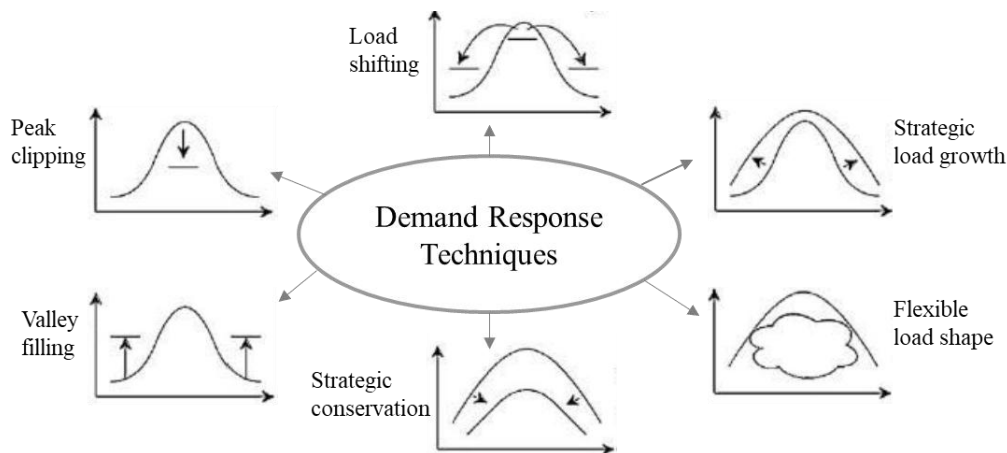 Load
shifting
Peak
clipping
Strategic
load growth
Demand Response
Techniques
Valley
filling
Flexible
load shape
Strategic
conservation